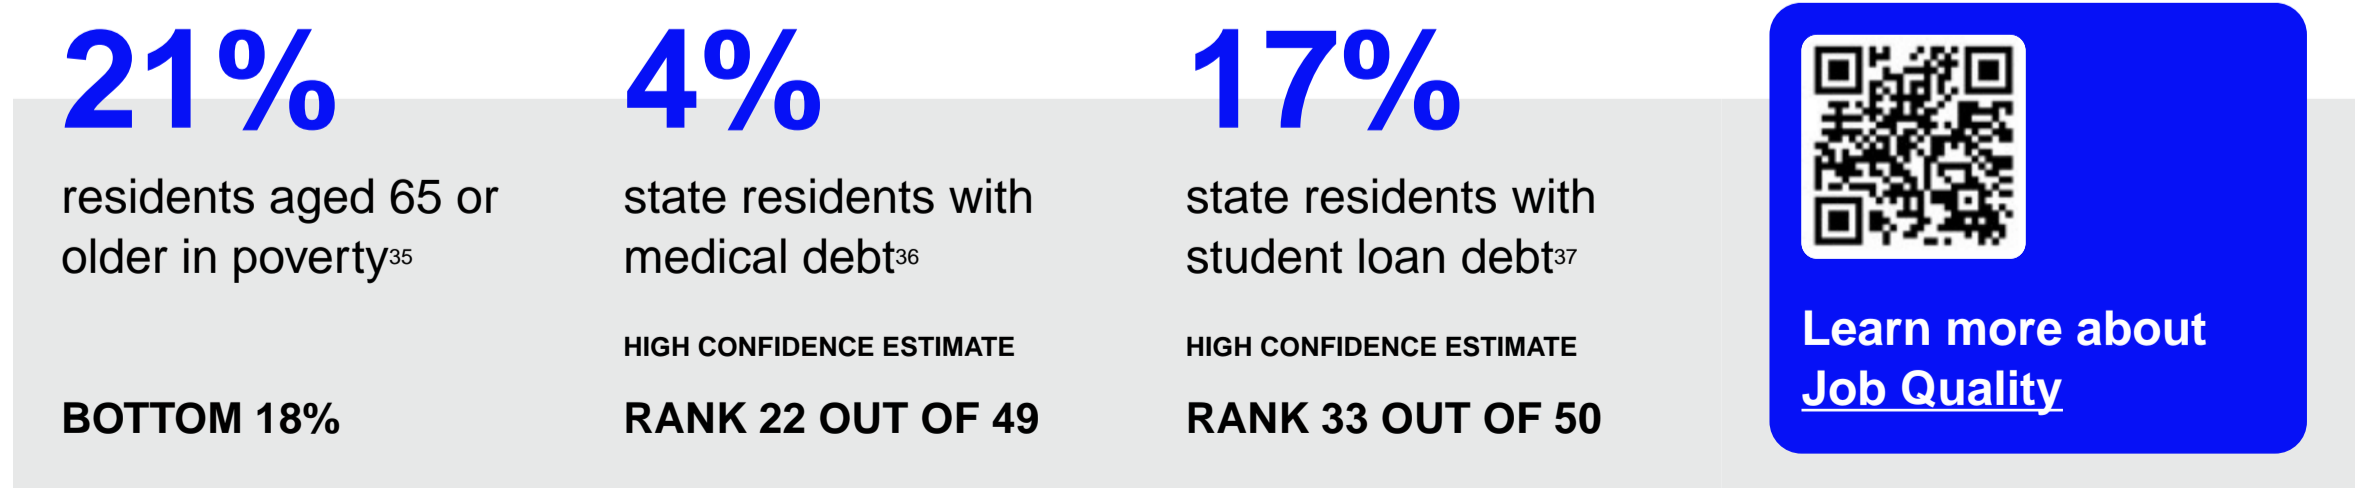 21%
residents aged 65 or
older in poverty35
BOTTOM 18%
4%
state residents with
medical debt36
HIGH CONFIDENCE ESTIMATE
RANK 22 OUT OF 49
17%
state residents with
student loan debt37
HIGH CONFIDENCE ESTIMATE
RANK 33 OUT OF 50
Learn more about
Job Quality